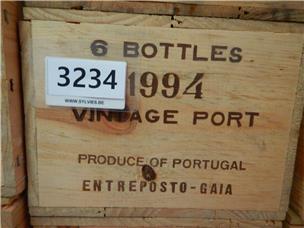 6 BOTTLES
3234
WWW.SYLVIES.BE
1994
VINTAGE PORT
PRODUCE OF PORTUGAL
ENTREPOSTO-GAIA